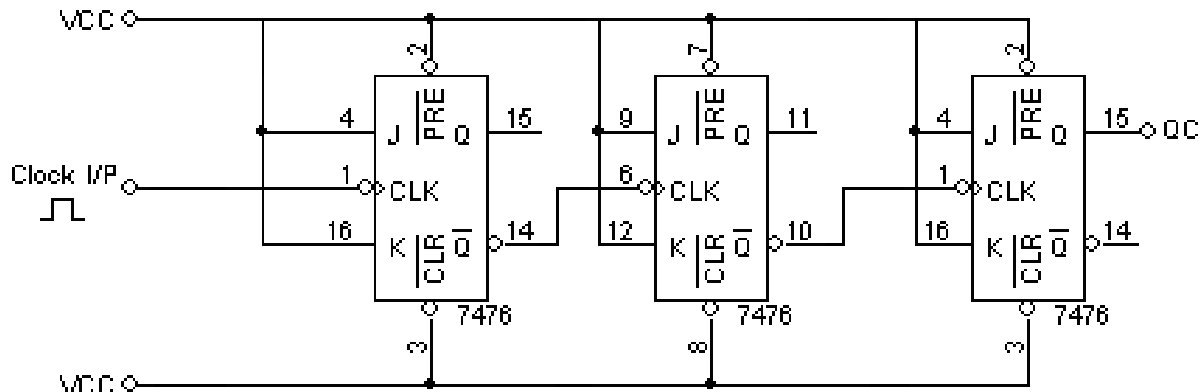 VCC
2 7 2
4 J PRE Q 15 9 J PRE Q 11 4 J PRE Q 15 QC
Clock I/P 1 CLK 6 CLK 1 CLK
16 K CLR Q 14 12 K CLR Q 10 16 K CLR Q 14
7476 7476 7476
3 8 3
VCC